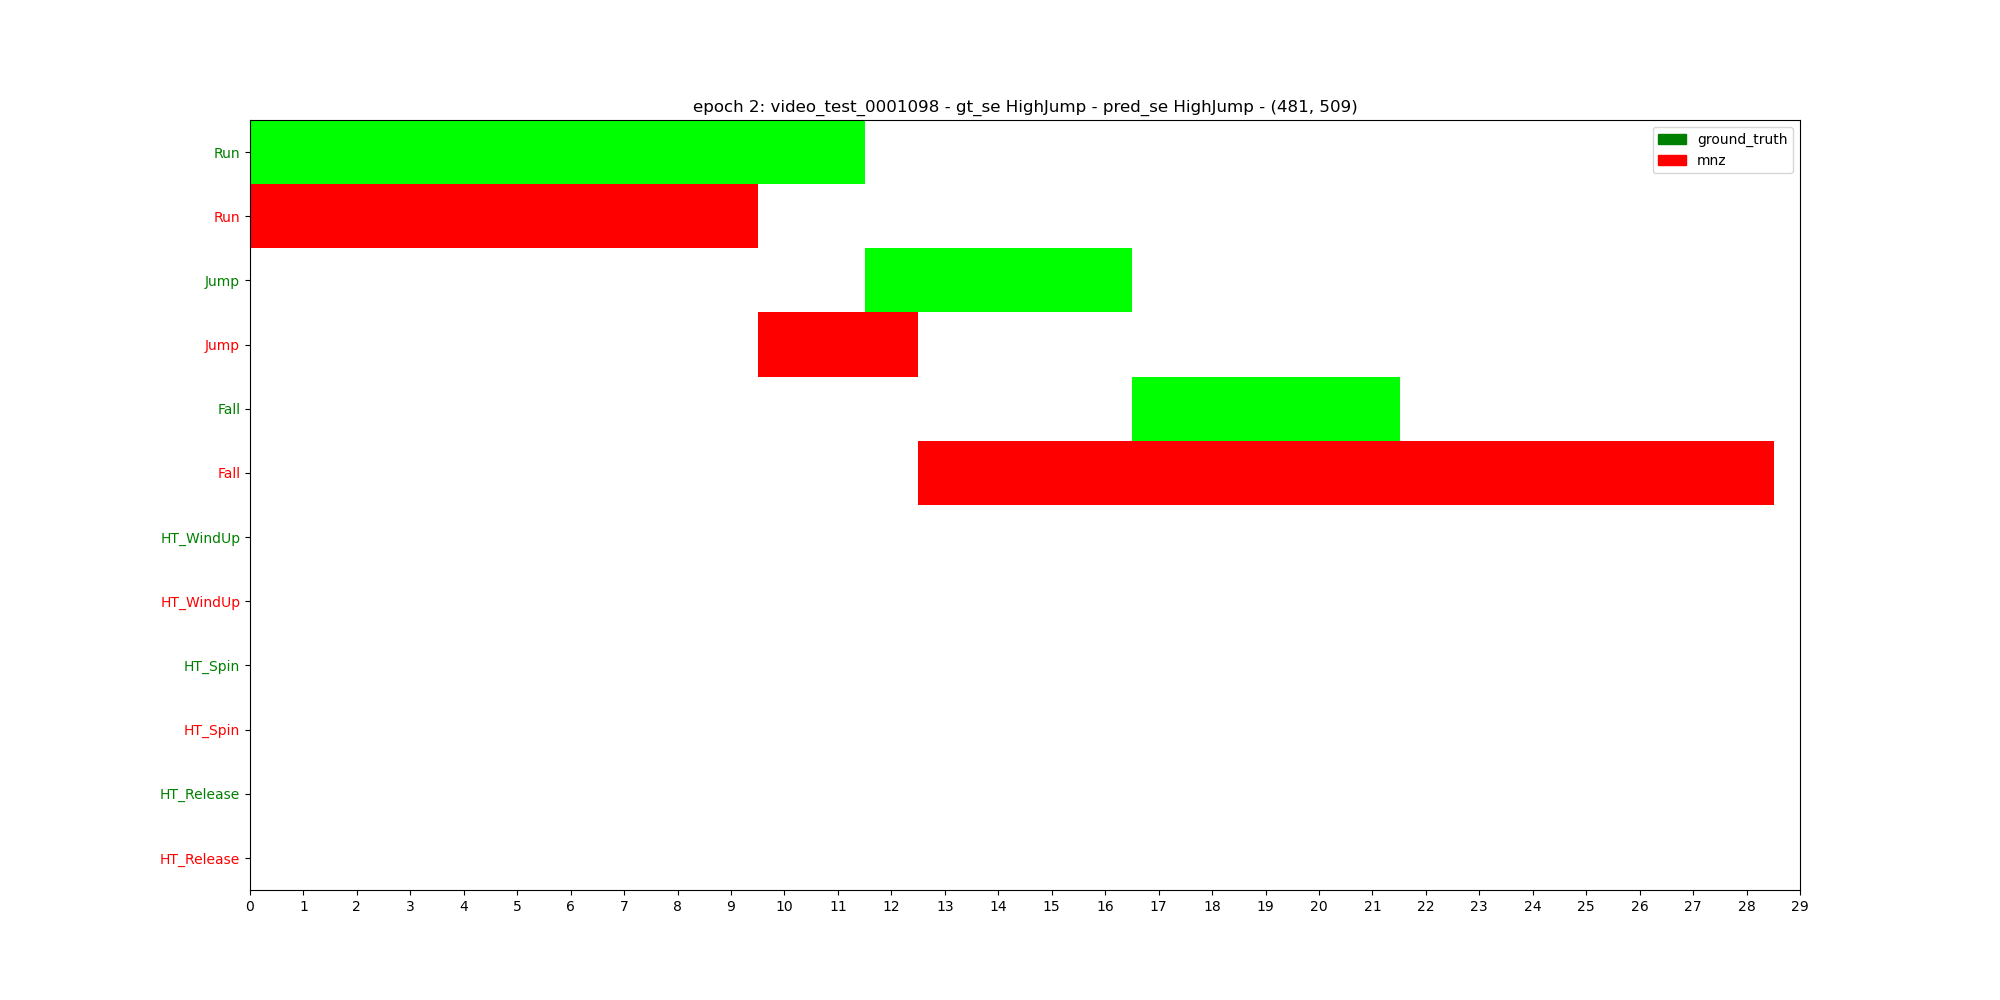 epoch 2: video_test_0001098 - gt_se HighJump - pred_se HighJump - (481, 509)
ground_truth
mnz
Run
Run
Jump
Jump
Fall
Fall
HT_WindUp
HT_WindUp
HT_Spin
HT_Spin
HT_Release
HT_Release
0 1 2 3 4 5 6 7 8 9 10 11 12 13 14 15 16 17 18 19 20 21 22 23 24 25 26 27 28 29